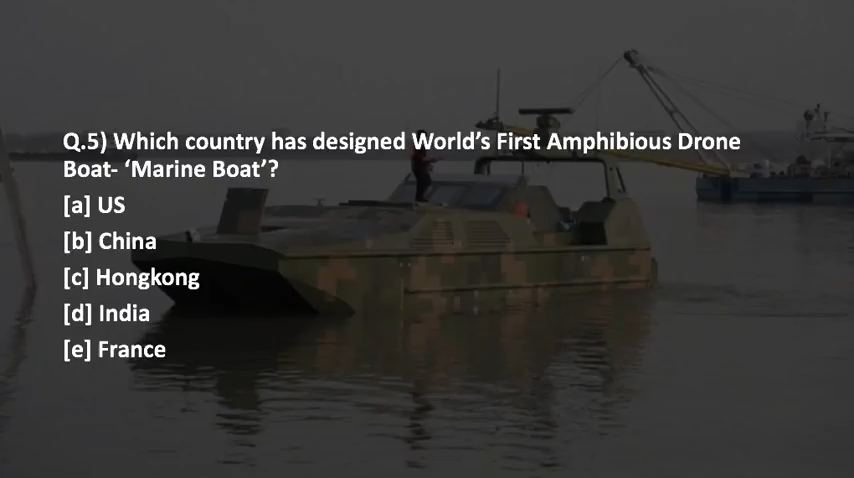 Q.5) Which country has designed World’s First Amphibious Drone
Boat- ‘Marine Boat’?
[a] US
[b] China
[c] Hongkong
[d] India
[e] France